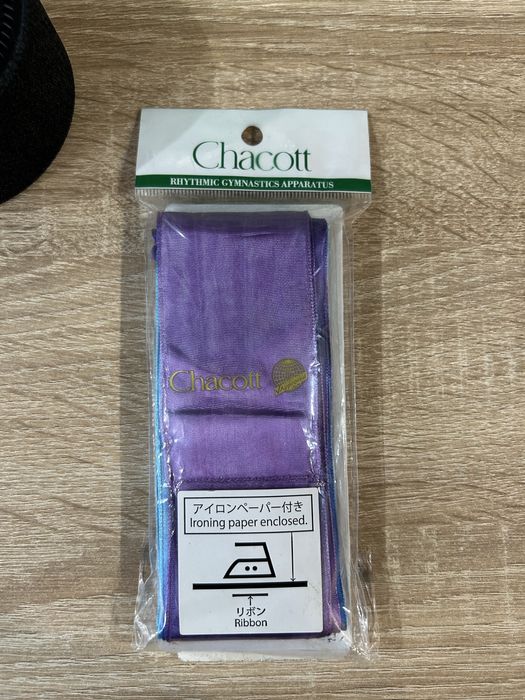 Chacott
RHYTHMIC GYMNASTICS APPARATUS
Chacott
アイロンペーパー付き
Ironing paper enclosed.
リボン
Ribbon